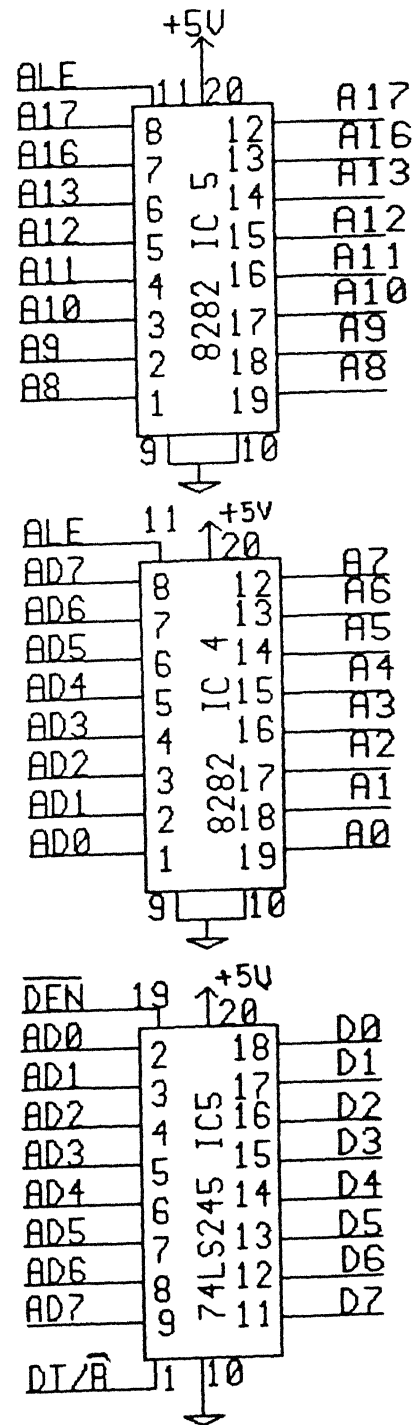 +5V
ALE 11 20
A17 8 12 A17
A16 7 13 A16
A13 6 14 A13
A12 5 15 A12
A11 4 16 A11
A10 3 17 A10
A9 2 18 A9
A8 1 19 A8
8282 IC 5
9 10
ALE 11 +5V
20
AD7 8 12 A7
AD6 7 13 A6
AD5 6 14 A5
AD4 5 15 A4
AD3 4 16 A3
AD2 3 17 A2
AD1 2 18 A1
AD0 1 19 A0
8282 IC 4
9 10
DEN 19 +5V
20
AD0 2 18 D0
AD1 3 17 D1
AD2 4 16 D2
AD3 5 15 D3
AD4 6 14 D4
AD5 7 13 D5
AD6 8 12 D6
AD7 9 11 D7
74LS245 IC5
DT/R 1 10